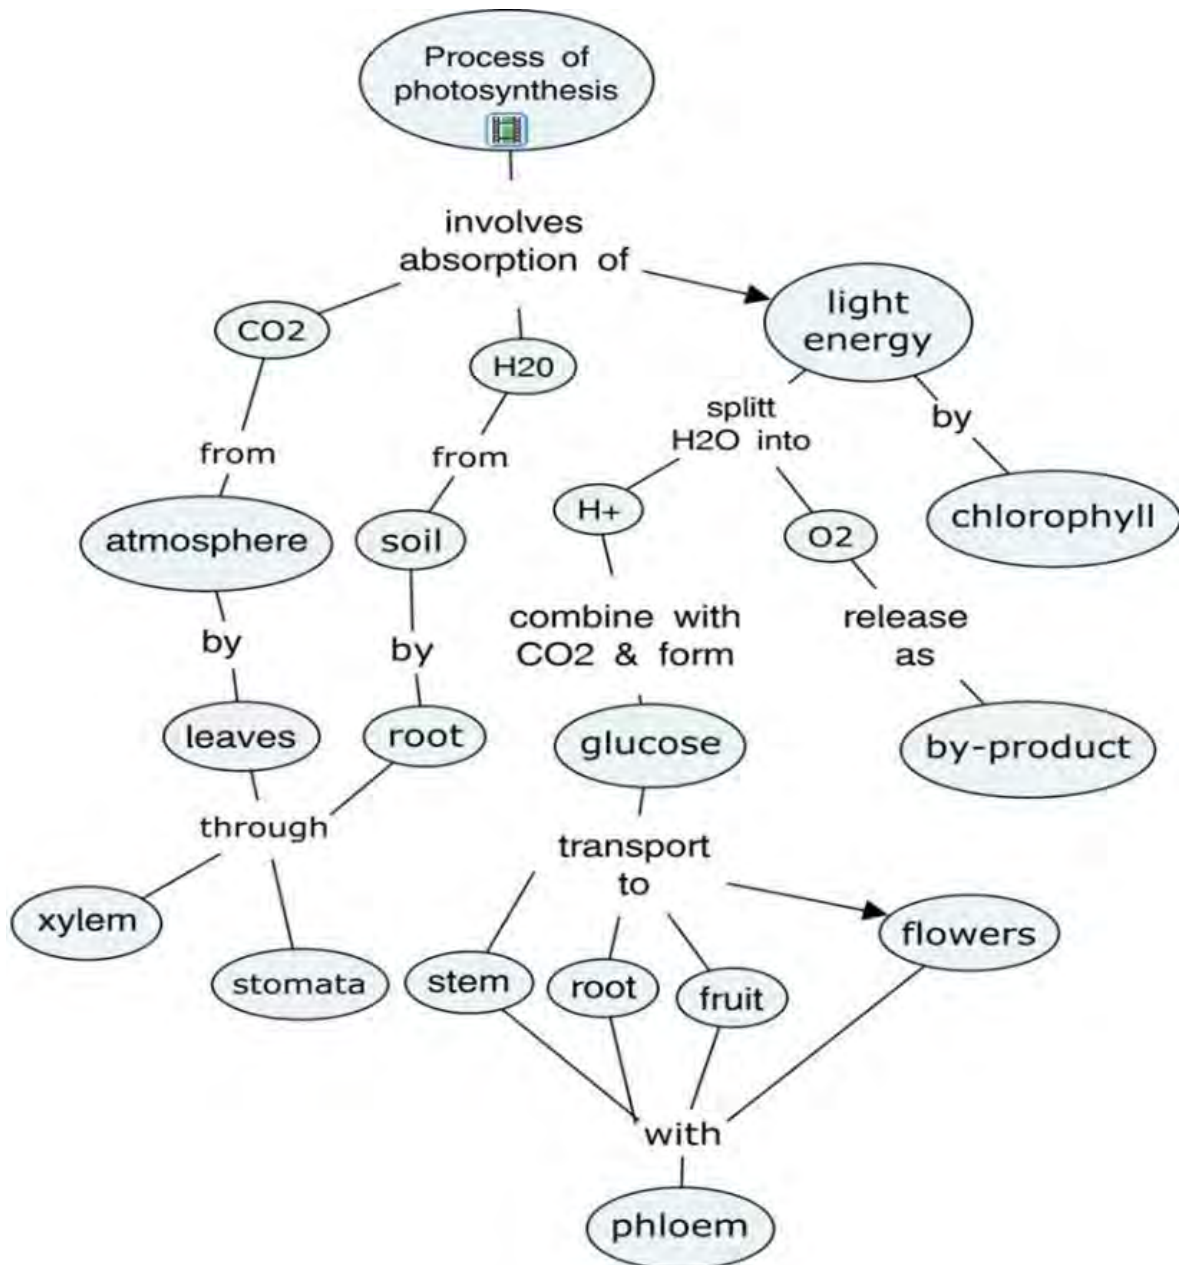 Process of
photosynthesis
involves
absorption of
CO2
H20
light
energy
splitt
H2O into
by
from
from
H+
O2
chlorophyll
atmosphere
soil
combine with
CO2 & form
release
as
by
by
leaves
root
glucose
by-product
through
transport
to
xylem
stomata
stem
root
fruit
flowers
with
phloem